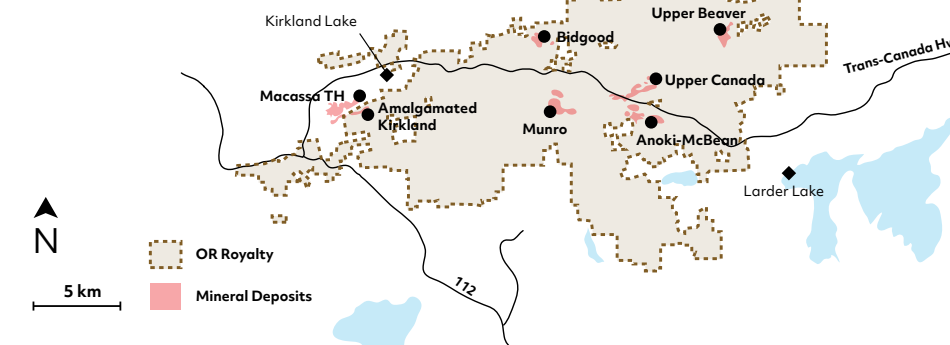 Upper Beaver
Kirkland Lake
Bidgood
Trans-Canada Hw
Upper Canada
Macassa TH
Amalgamated
Kirkland
Munro
Anoki-McBean
Larder Lake
N
OR Royalty
112
5 km
Mineral Deposits